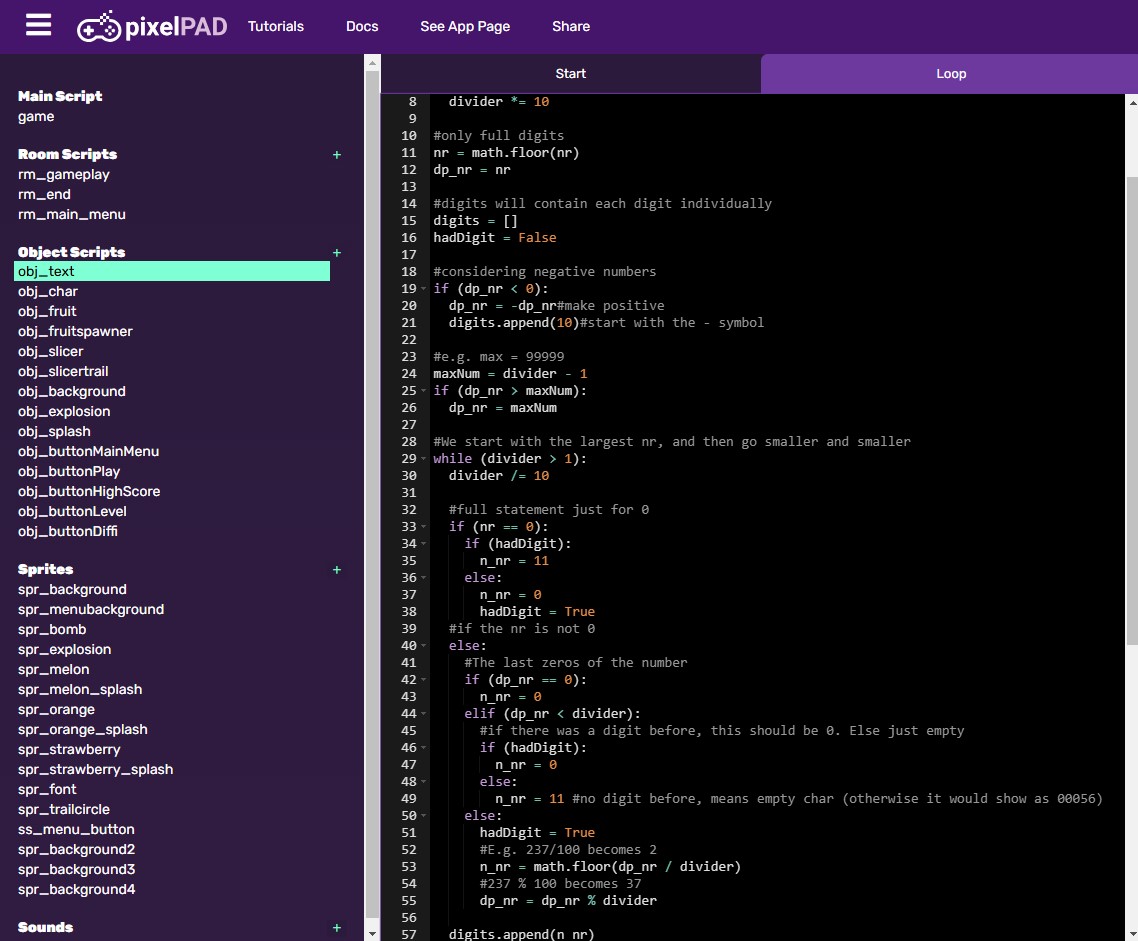 pixelPAD Tutorials Docs See App Page Share
Main Script
game
Room Scripts +
rm_gameplay
rm_end
rm_main_menu
Object Scripts +
obj_text
obj_char
obj_fruit
obj_fruitspawner
obj_slicer
obj_slicertrail
obj_background
obj_explosion
obj_splash
obj_buttonMainMenu
obj_buttonPlay
obj_buttonHighScore
obj_buttonLevel
obj_buttonDiffi
Sprites +
spr_background
spr_menubackground
spr_bomb
spr_explosion
spr_melon
spr_melon_splash
spr_orange
spr_orange_splash
spr_strawberry
spr_strawberry_splash
spr_font
spr_trailcircle
ss_menu_button
spr_background2
spr_background3
spr_background4
Sounds +
Start Loop
8 divider *= 10
9
10 #only full digits
11 nr = math.floor(nr)
12 dp_nr = nr
13
14 #digits will contain each digit individually
15 digits = []
16 hadDigit = False
17
18 #considering negative numbers
19 if (dp_nr < 0):
20 dp_nr = -dp_nr#make positive
21 digits.append(10)#start with the - symbol
22
23 #e.g. max = 99999
24 maxNum = divider - 1
25 if (dp_nr > maxNum):
26 dp_nr = maxNum
27
28 #We start with the largest nr, and then go smaller and smaller
29 while (divider > 1):
30 divider /= 10
31
32 #full statement just for 0
33 if (nr == 0):
34 if (hadDigit):
35 n_nr = 11
36 else:
37 n_nr = 0
38 hadDigit = True
39 #if the nr is not 0
40 else:
41 #The last zeros of the number
42 if (dp_nr == 0):
43 n_nr = 0
44 elif (dp_nr < divider):
45 #if there was a digit before, this should be 0. Else just empty
46 if (hadDigit):
47 n_nr = 0
48 else:
49 n_nr = 11 #no digit before, means empty char (otherwise it would show as 00056)
50 else:
51 hadDigit = True
52 #E.g. 237/100 becomes 2
53 n_nr = math.floor(dp_nr / divider)
54 #237 % 100 becomes 37
55 dp_nr = dp_nr % divider
56
57 digits.append(n_nr)